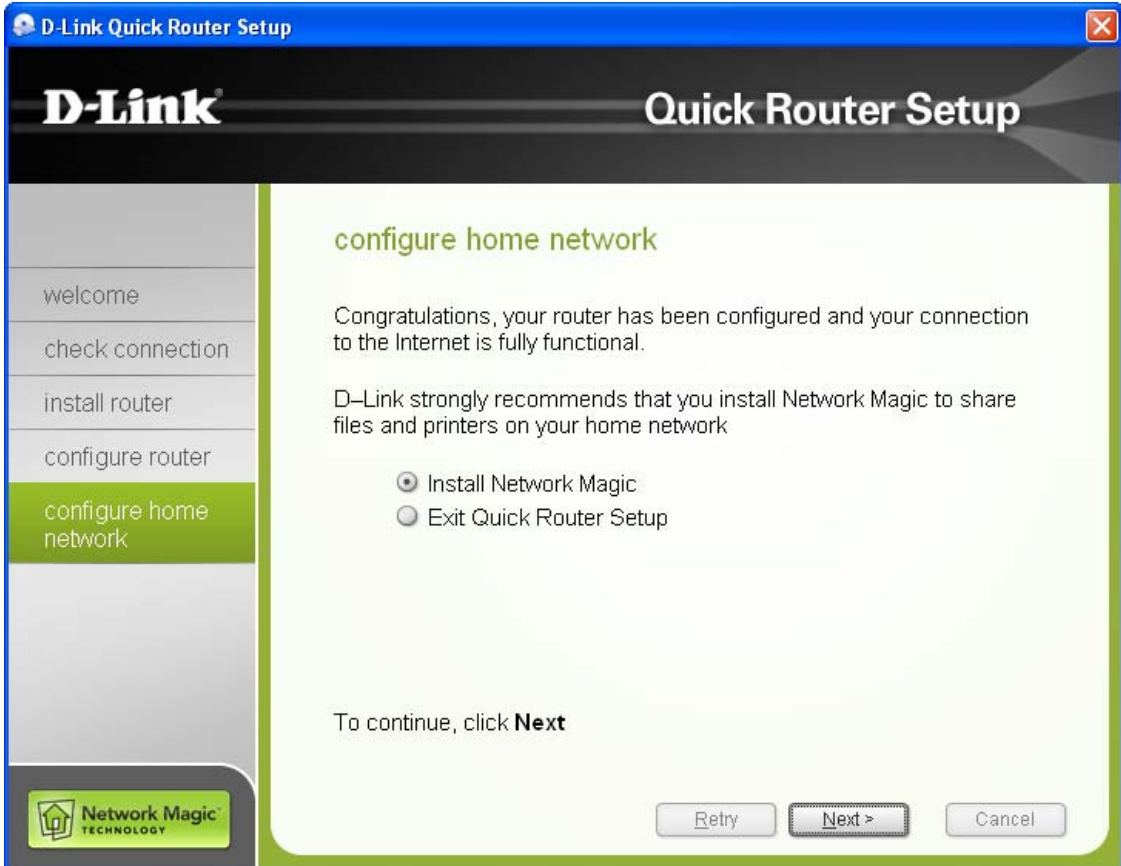 D-Link Quick Router Setup
D-Link®
Quick Router Setup
welcome
check connection
install router
configure router
configure home
network
configure home network
Congratulations, your router has been configured and your connection
to the Internet is fully functional.
D–Link strongly recommends that you install Network Magic to share
files and printers on your home network
Install Network Magic
Exit Quick Router Setup
To continue, click Next
Network Magic
TECHNOLOGY
Retry
Next >
Cancel